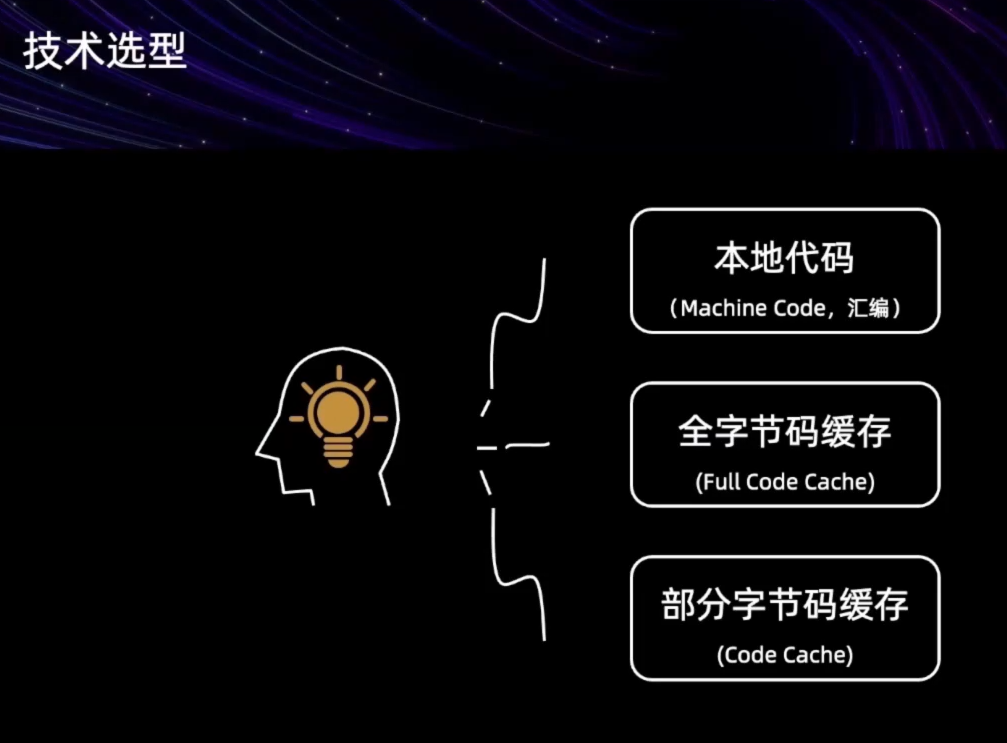 技术选型
本地代码
（Machine Code，汇编）
全字节码缓存
(Full Code Cache)
部分字节码缓存
(Code Cache)